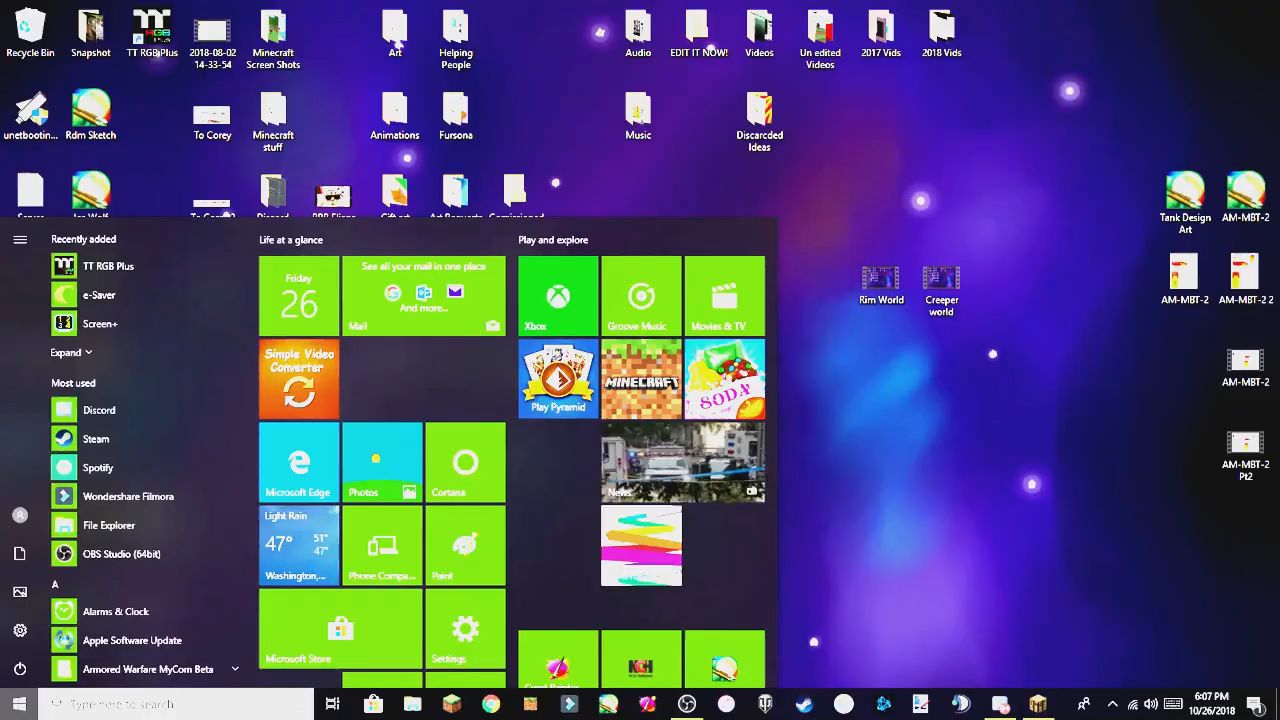 Recycle Bin
Snapshot
TT RGB Plus
2018-08-02
14-33-54
Minecraft
Screen Shots
Art
Helping
People
Audio
EDIT IT NOW!
Videos
Un edited
Videos
2017 Vids
2018 Vids
unetbootin...
Rdm Sketch
To Corey
Minecraft
stuff
Animations
Fursona
Music
Discarded
Ideas
Tank Design
Art
AM-MBT-2
Rim World
Creeper
world
AM-MBT-2
AM-MBT-2 2
AM-MBT-2
AM-MBT-2
Pt2
Recently added
TT RGB Plus
e-Saver
Screen+
Expand
Most used
Discord
Steam
Spotify
Wondershare Filmora
File Explorer
OBS Studio (64bit)
A
Alarms & Clock
Apple Software Update
Armored Warfare MyCom Beta
Life at a glance
Friday
26
See all your mail in one place
And more...
Mail
Simple Video
Converter
Microsoft Edge
Photos
Cortana
Light Rain
47°
51°
47°
Washington,...
Phone Compa...
Paint
Microsoft Store
Settings
Play and explore
Xbox
Groove Music
Movies & TV
Play Pyramid
MINECRAFT
SODA
News
NCH
Type here to search
6:07 PM
10/26/2018